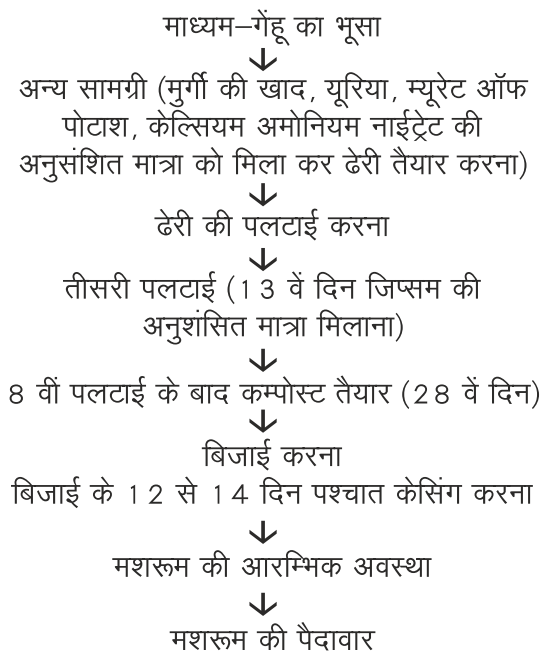 माध्यम–गेंहू का भूसा
अन्य सामग्री (मुर्गी की खाद, यूरिया, म्यूरेट ऑफ
पोटाश, केल्सियम अमोनियम नाईट्रेट की
अनुसंशित मात्रा को मिला कर ढेरी तैयार करना)
ढेरी की पलटाई करना
तीसरी पलटाई (13 वें दिन जिप्सम की
अनुशंसित मात्रा मिलाना)
8 वीं पलटाई के बाद कम्पोस्ट तैयार (28 वें दिन)
बिजाई करना
बिजाई के 12 से 14 दिन पश्चात केसिंग करना
मशरूम की आरम्भिक अवस्था
मशरूम की पैदावार